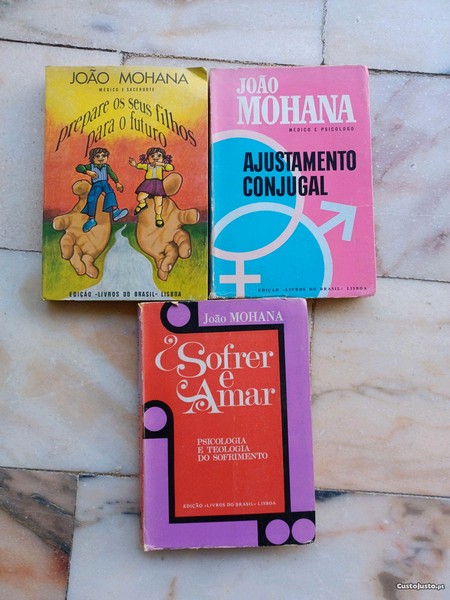 JOÃO MOHANA
MÉDICO E SACERDOTE
prepare os seus filhos
para o futuro
EDIÇÃO «LIVROS DO BRASIL» LISBOA
JOÃO
MOHANA
MÉDICO E PSICÓLOGO
AJUSTAMENTO
CONJUGAL
EDIÇÃO «LIVROS DO BRASIL» LISBOA
João MOHANA
Sofrer
e
Amar
PSICOLOGIA
E TEOLOGIA
DO SOFRIMENTO
EDIÇÃO «LIVROS DO BRASIL» LISBOA
CustoJusto.pt